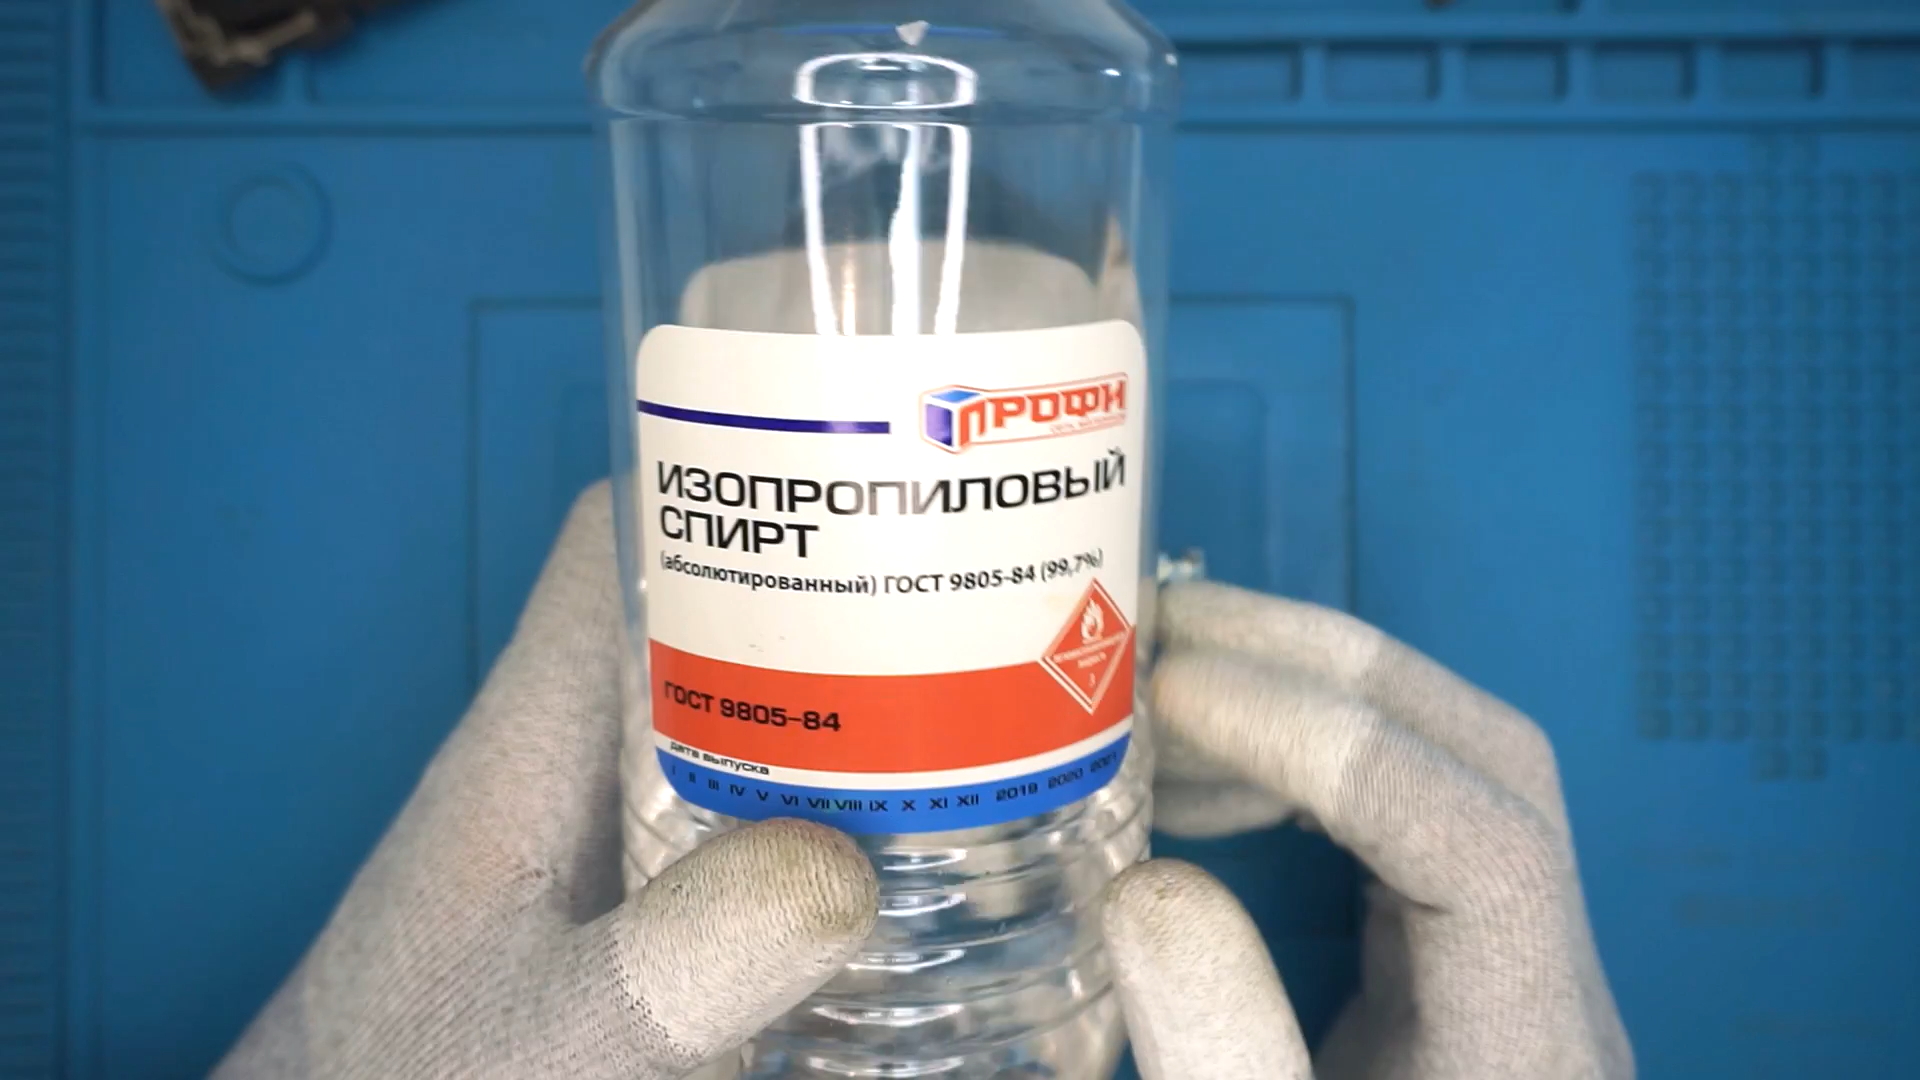 ПРОФИ
ИЗОПРОПИЛОВЫЙ
СПИРТ
(абсолютированный) ГОСТ 9805-84 (99,7%)
3
ГОСТ 9805-84
дата выпуска
I II III IV V VI VII VIII IX X XI XII 2019 2020 2021